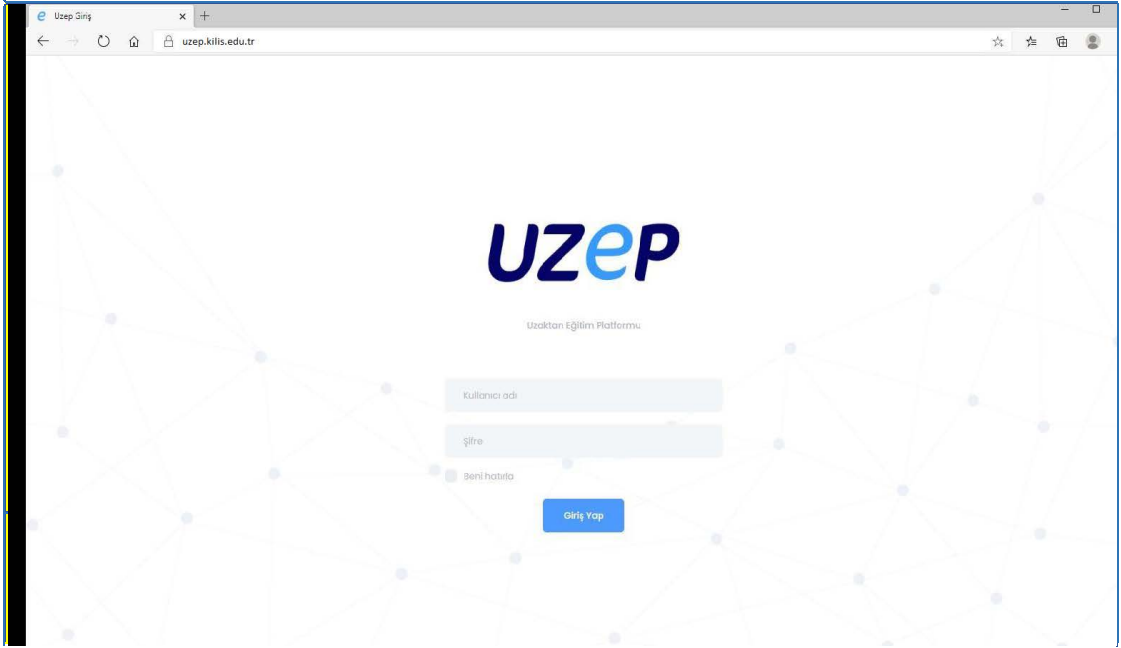 Uzep Giriş
uzep.kilis.edu.tr
uzep
Uzaktan Eğitim Platformu
Kullanıcı adı
Şifre
Beni hatırla
Giriş Yap